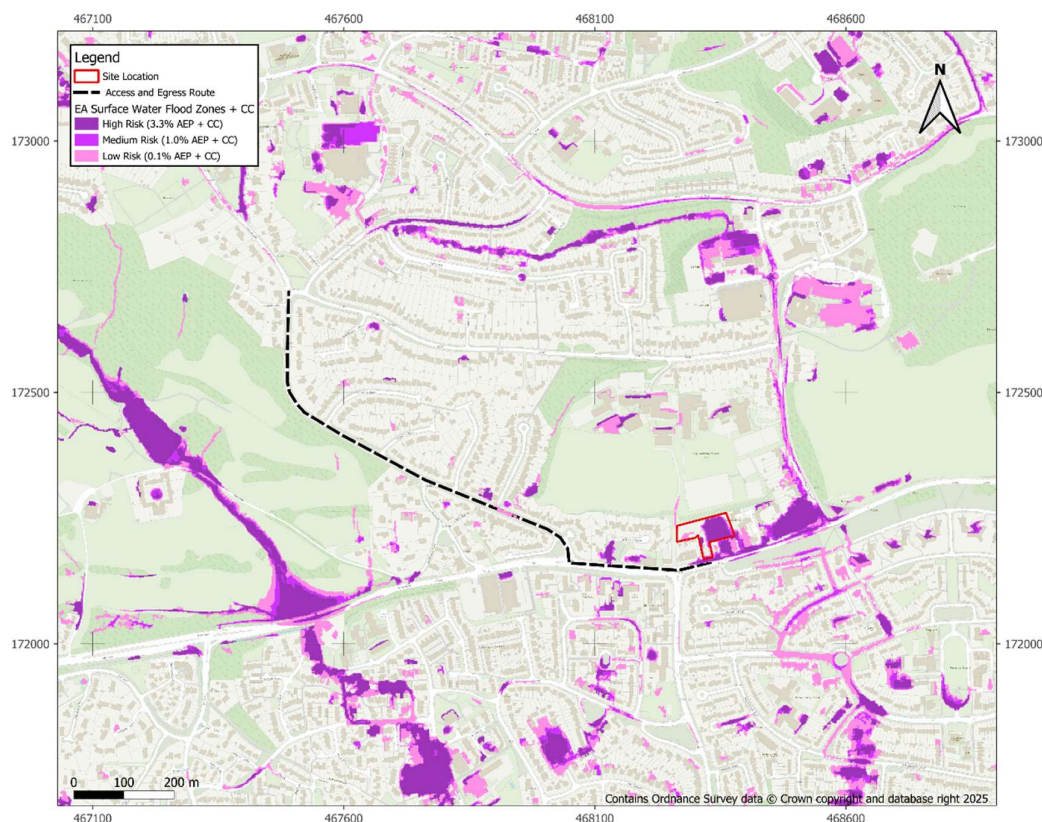 467100 467600 468100 468600
Legend
Site Location
Access and Egress Route
EA Surface Water Flood Zones + CC
High Risk (3.3% AEP + CC)
Medium Risk (1.0% AEP + CC)
Low Risk (0.1% AEP + CC)
N
173000 173000
172500 172500
172000 172000
0 100 200 m
Contains Ordnance Survey data © Crown copyright and database right 2025
467100 467600 468100 468600